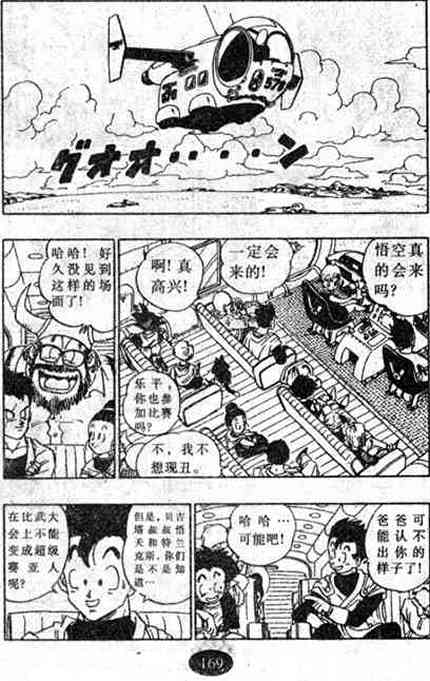 グオオ‥‥ン
悟空真
的会来
吗?
一定会
来的!
啊!真
高兴!
乐平,
你也参
加比赛
吗?
不,我不
想现丑。
哈哈!好
久没见到
这样的场
面了!
爸爸可
能认不
出你的
样子了!
哈哈…
可能吧!
但是,贝吉
塔叔叔悟
天和特兰
克斯,你们
是不是知
道…
在比武大
会上不能
变成超级
赛亚人
呢?
169